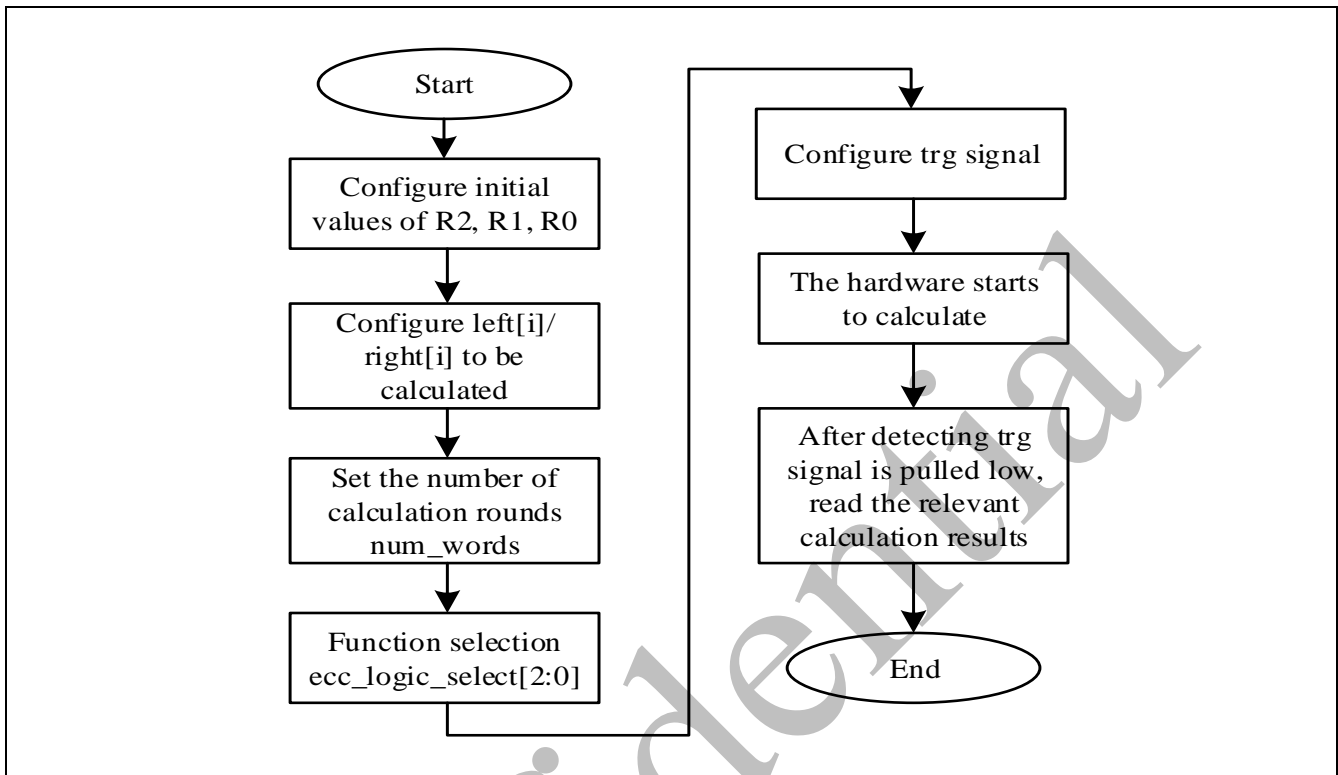 Start
Configure initial
values of R2, R1, R0
Configure left[i]/
right[i] to be
calculated
Set the number of
calculation rounds
num_words
Function selection
ecc_logic_select[2:0]
Configure trg signal
The hardware starts
to calculate
After detecting trg
signal is pulled low,
read the relevant
calculation results
End